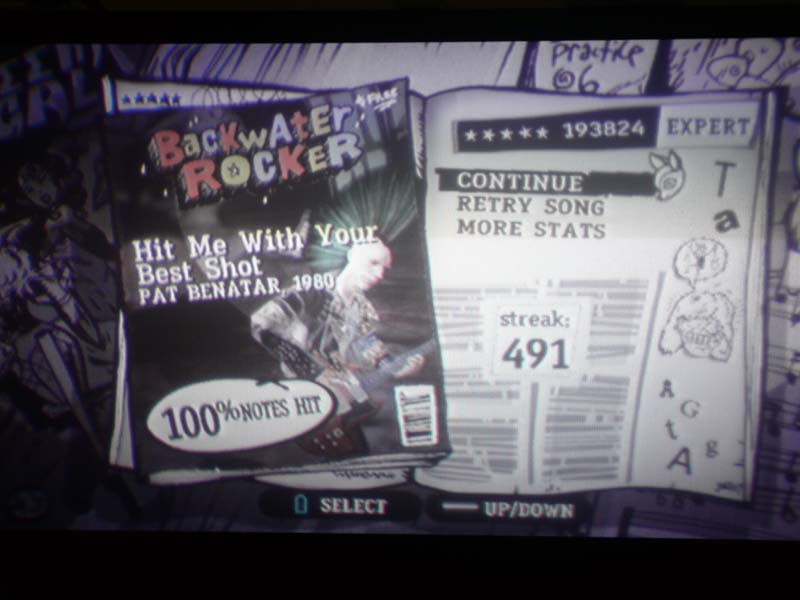 practice
BACKWATER
ROCKER
Hit Me With Your
Best Shot
PAT BENATAR, 1980
100% NOTES HIT
193824 EXPERT
CONTINUE
RETRY SONG
MORE STATS
streak:
491
T
a
A
G
t
g
A
SELECT
UP/DOWN